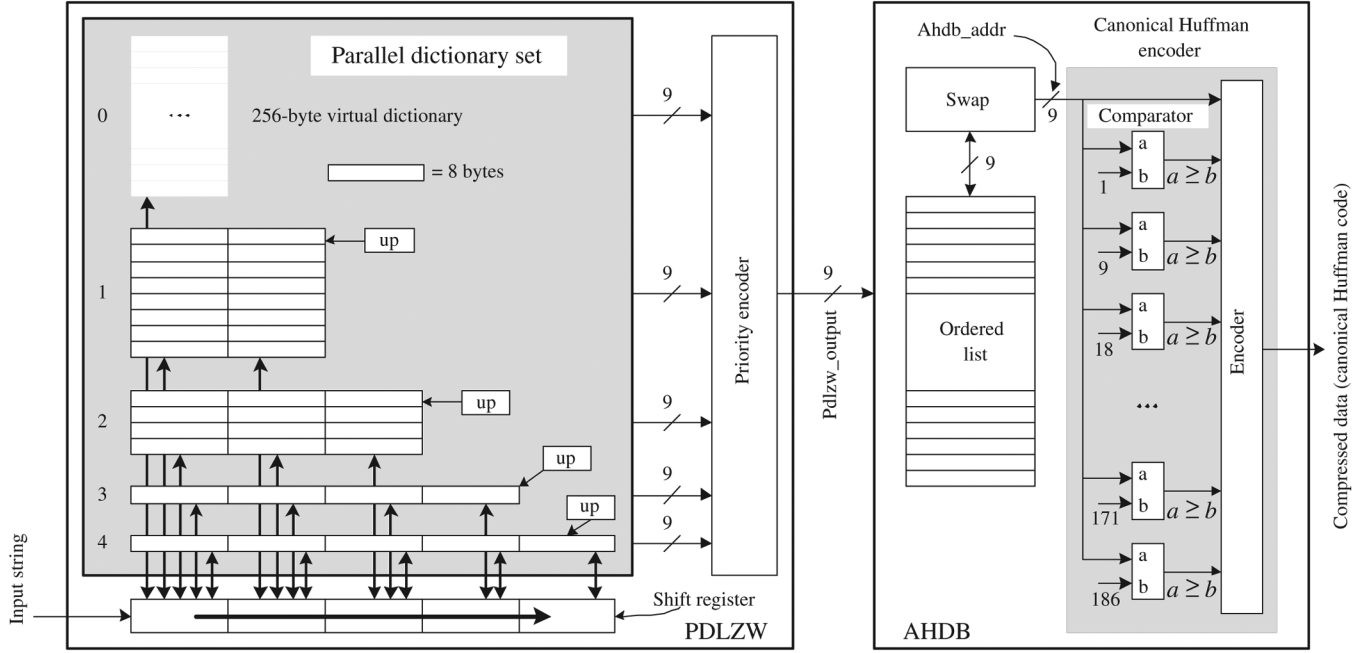 Parallel dictionary set
0
...
256-byte virtual dictionary
= 8 bytes
1
up
2
up
3
up
4
up
9
9
9
9
9
Priority encoder
Input string
Shift register
PDLZW
9
Pdlzw_output
Ahdb_addr
Swap
9
9
Ordered
list
AHDB
Canonical Huffman
encoder
Comparator
a
b
1
a ≥ b
a
b
9
a ≥ b
a
b
18
a ≥ b
...
a
b
171
a ≥ b
a
b
186
a ≥ b
Encoder
Compressed data (canonical Huffman code)